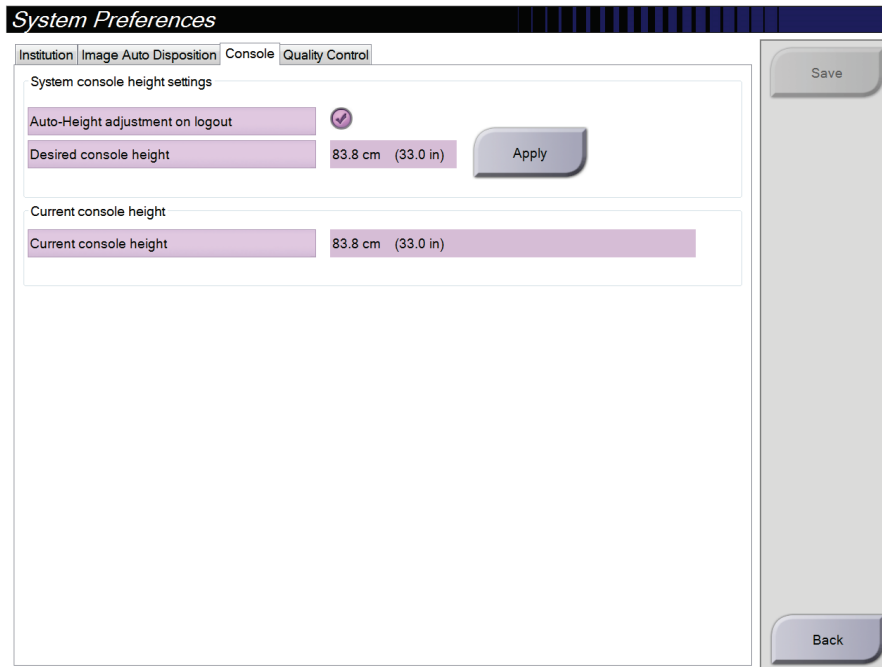 System Preferences
Institution Image Auto Disposition Console Quality Control
Save
System console height settings
Auto-Height adjustment on logout
Desired console height 83.8 cm (33.0 in) Apply
Current console height
Current console height 83.8 cm (33.0 in)
Back